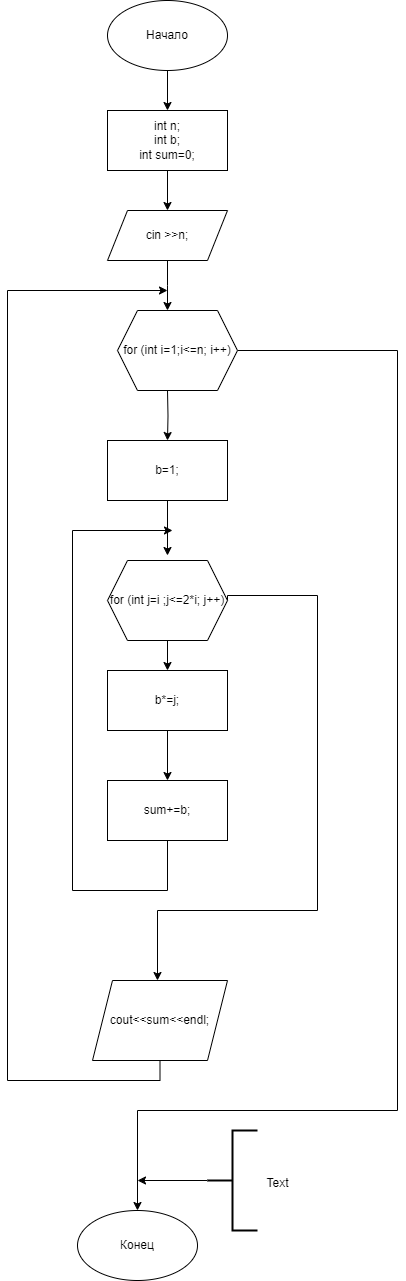 Начало
int n;
int b;
int sum=0;
cin >>n;
for (int i=1;i<=n; i++)
b=1;
for (int j=i ;j<=2*i; j++)
b*=j;
sum+=b;
cout<<sum<<endl;
Text
Конец